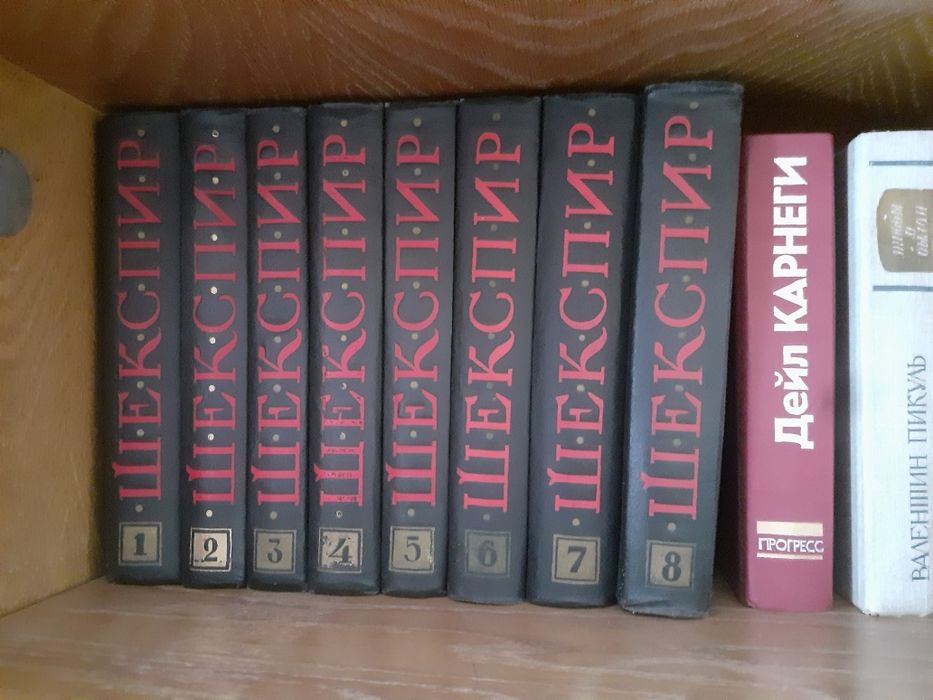 ШЕКСПИР
1
ШЕКСПИР
2
ШЕКСПИР
3
ШЕКСПИР
4
ШЕКСПИР
5
ШЕКСПИР
6
ШЕКСПИР
7
ШЕКСПИР
8
Дейл КАРНЕГИ
ПРОГРЕСС
ВАЛЕНТИН ПИКУЛЬ